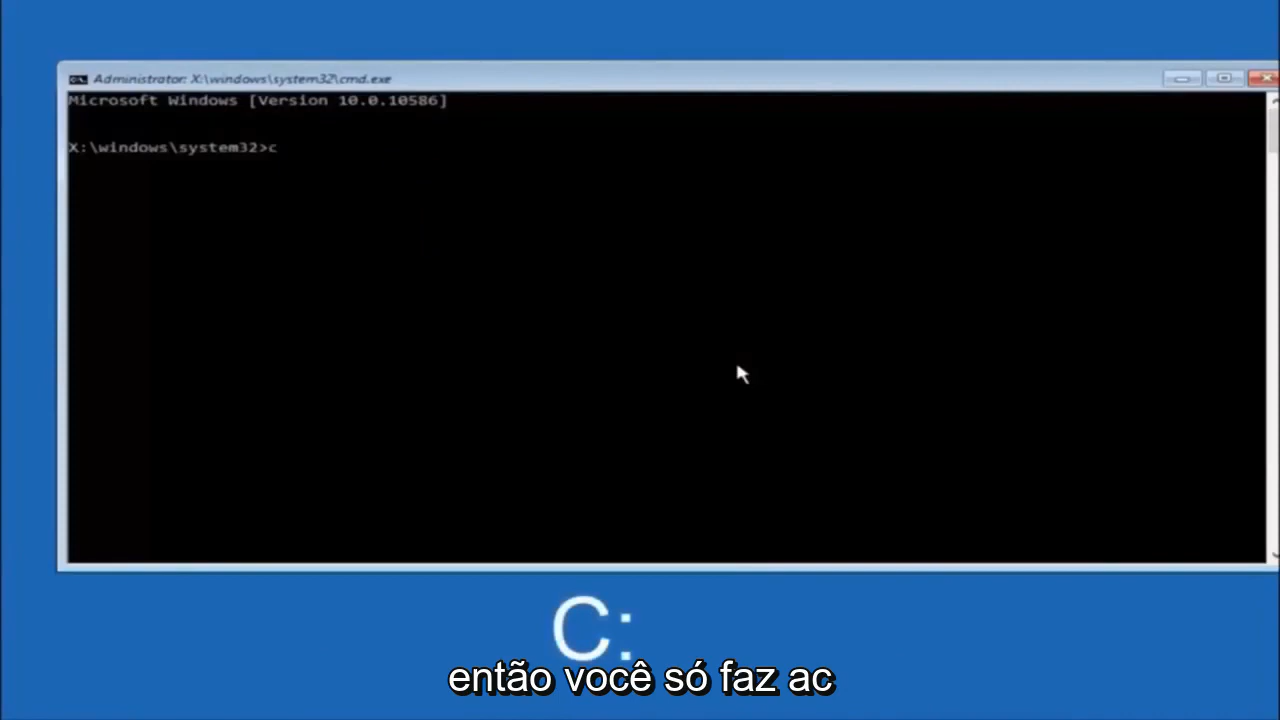 Administrator: X:\windows\system32\cmd.exe
Microsoft Windows [Version 10.0.10586]
X:\windows\system32>c
C:
então você só faz ac